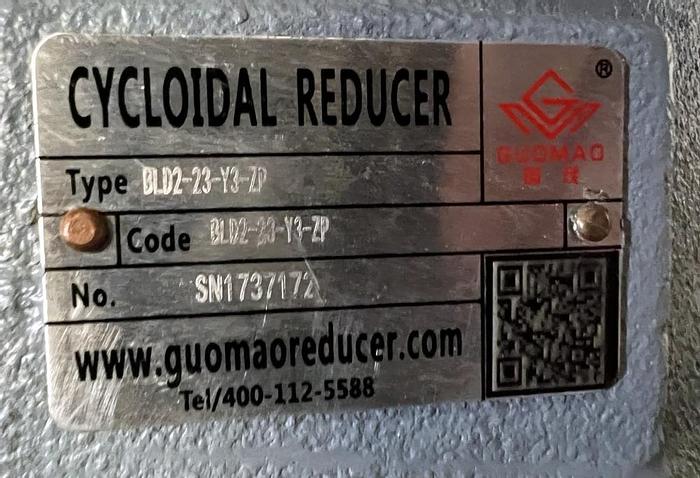 CYCLOIDAL REDUCER
®
GUOMAO
国茂
Type BLD2-23-Y3-ZP
Code BLD2-23-Y3-ZP
No. SN1737172
www.guomaoreducer.com
Tel/400-112-5588